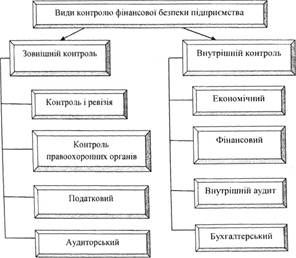 Види контролю фінансової безпеки підприємства
Зовнішній контроль
Внутрішній контроль
Контроль і ревізія
Економічний
Контроль
правоохоронних органів
Фінансовий
Податковий
Внутрішній аудит
Аудиторський
Бухгалтерський